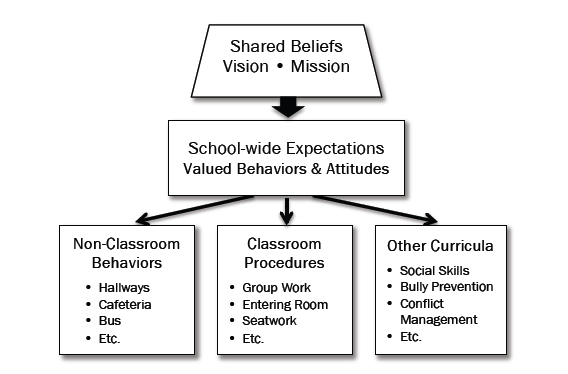 Shared Beliefs
Vision • Mission
School-wide Expectations
Valued Behaviors & Attitudes
Non-Classroom
Behaviors
• Hallways
• Cafeteria
• Bus
• Etc.
Classroom
Procedures
• Group Work
• Entering Room
• Seatwork
• Etc.
Other Curricula
• Social Skills
• Bully Prevention
• Conflict
Management
• Etc.